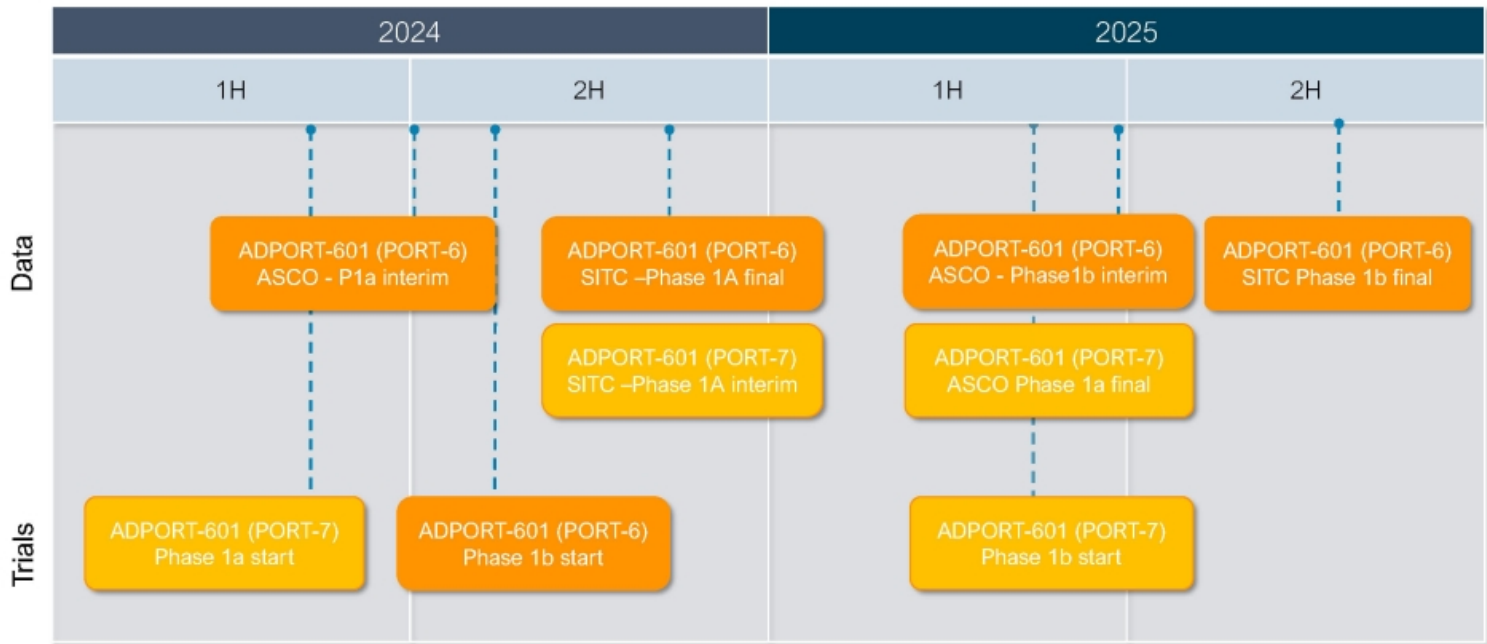 2024
2025
1H
2H
1H
2H
Data
ADPORT-601 (PORT-6)
ASCO - P1a interim
ADPORT-601 (PORT-6)
SITC –Phase 1A final
ADPORT-601 (PORT-6)
ASCO - Phase1b interim
ADPORT-601 (PORT-6)
SITC Phase 1b final
ADPORT-601 (PORT-7)
SITC –Phase 1A interim
ADPORT-601 (PORT-7)
ASCO Phase 1a final
Trials
ADPORT-601 (PORT-7)
Phase 1a start
ADPORT-601 (PORT-6)
Phase 1b start
ADPORT-601 (PORT-7)
Phase 1b start